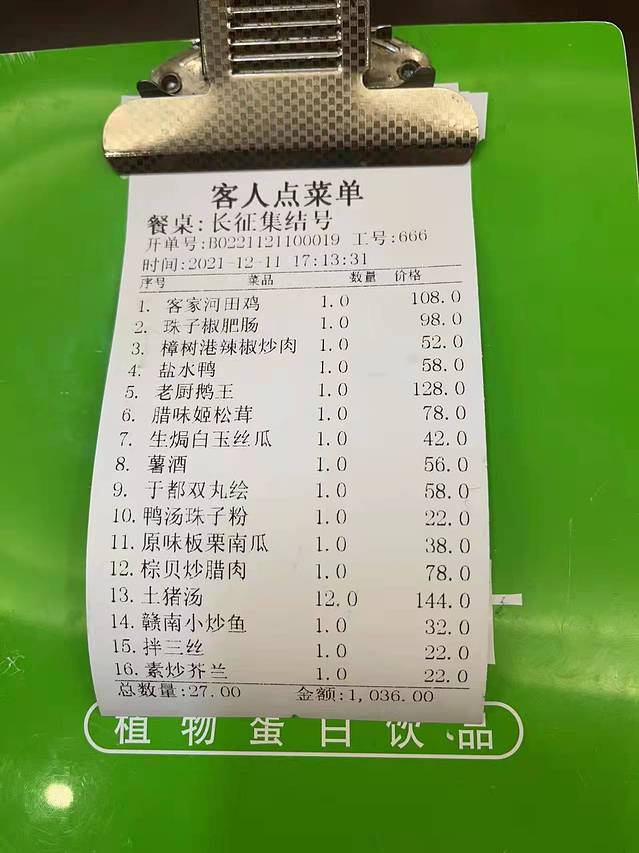 客人点菜单
餐桌:长征集结号
开单号:B0221121100019 工号:666
时间:2021-12-11 17:13:31
序号 菜品 数量 价格
1. 客家河田鸡 1.0 108.0
2. 珠子椒肥肠 1.0 98.0
3. 樟树港辣椒炒肉 1.0 52.0
4. 盐水鸭 1.0 58.0
5. 老厨鹅王 1.0 128.0
6. 腊味姬松茸 1.0 78.0
7. 生焗白玉丝瓜 1.0 42.0
8. 薯酒 1.0 56.0
9. 于都双丸绘 1.0 58.0
10. 鸭汤珠子粉 1.0 22.0
11. 原味板栗南瓜 1.0 38.0
12. 棕贝炒腊肉 1.0 78.0
13. 土猪汤 12.0 144.0
14. 赣南小炒鱼 1.0 32.0
15. 拌三丝 1.0 22.0
16. 素炒芥兰 1.0 22.0
总数量:27.00 金额:1,036.00
植物蛋白饮品